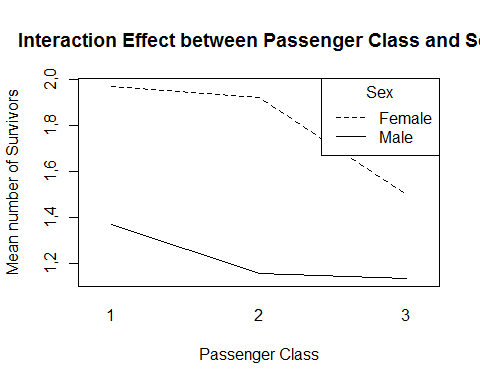 Interaction Effect between Passenger Class and Se
Mean number of Survivors
2,0
1,8
1,6
1,4
1,2
Sex
Female
Male
1 2 3
Passenger Class